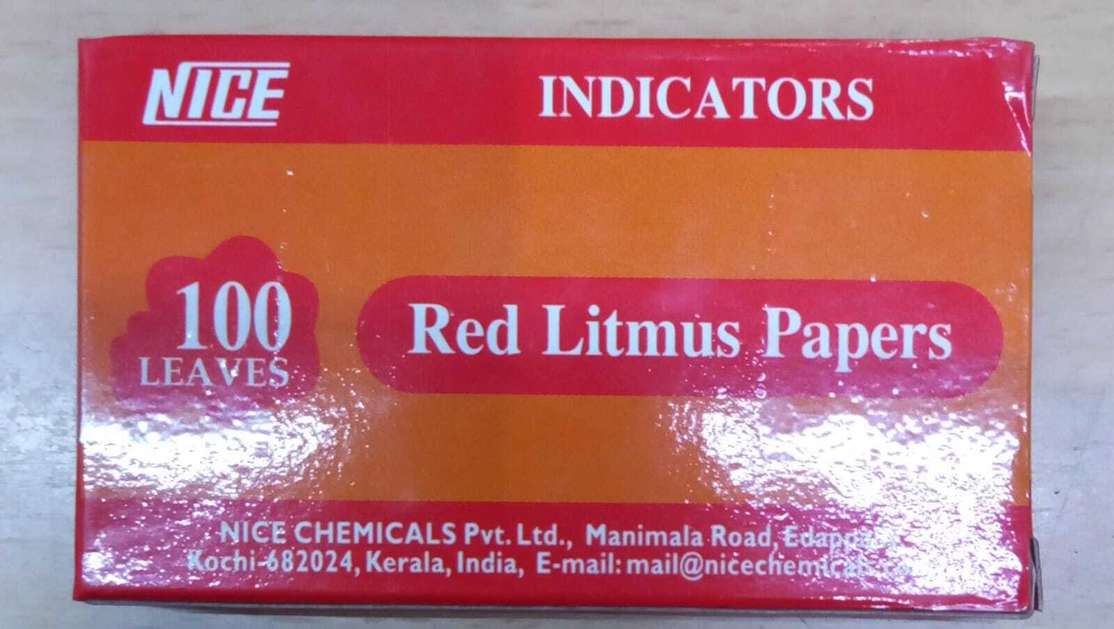 NICE
INDICATORS
100
LEAVES
Red Litmus Papers
NICE CHEMICALS Pvt. Ltd., Manimala Road,
Kochi-682024, Kerala, India, E-mail: